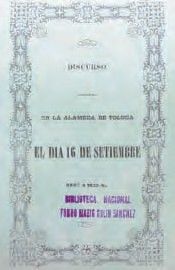 DISCURSO
EN LA ALAMEDA DE TOLUCA
EL DIA 16 DE SETIEMBRE
BIBLIOTECA NACIONAL
FONDO MARIO COLIN SANCHEZ